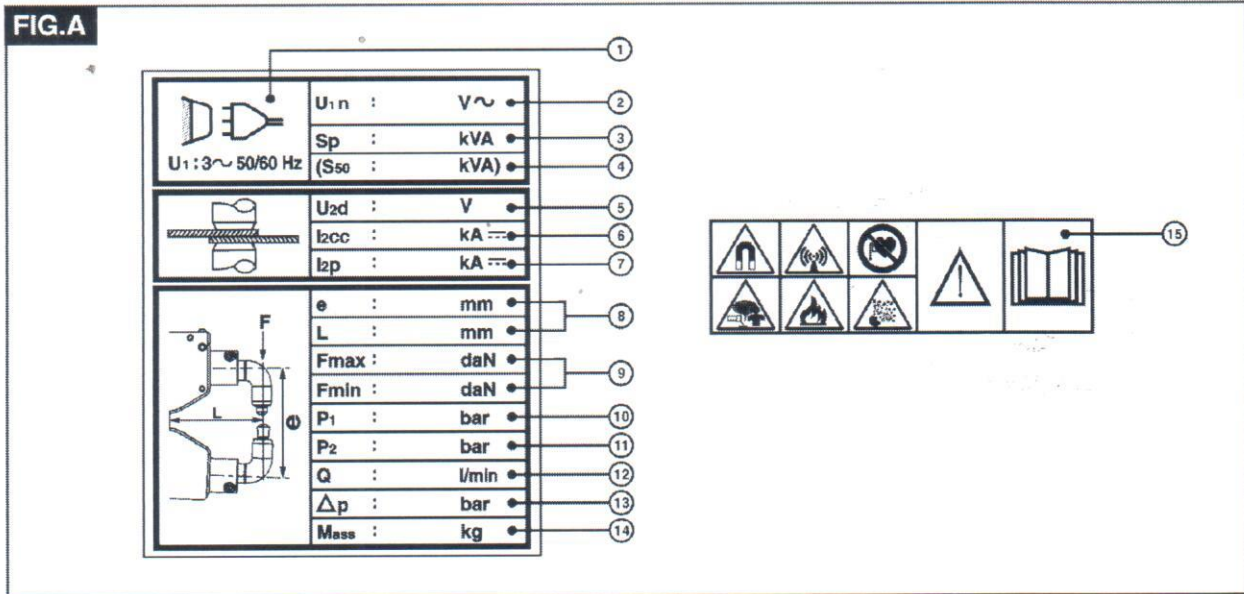 FIG.A
1
U1n : V~ 2
Sp : kVA 3
U1:3~ 50/60 Hz (S50 : kVA) 4
U2d : V 5
I2cc : kA ⎓ 6
I2p : kA ⎓ 7
e : mm
8
L : mm
F
Fmax : daN
9
Fmin : daN
L
e
P1 : bar 10
P2 : bar 11
Q : l/min 12
Δp : bar 13
Mass : kg 14
15